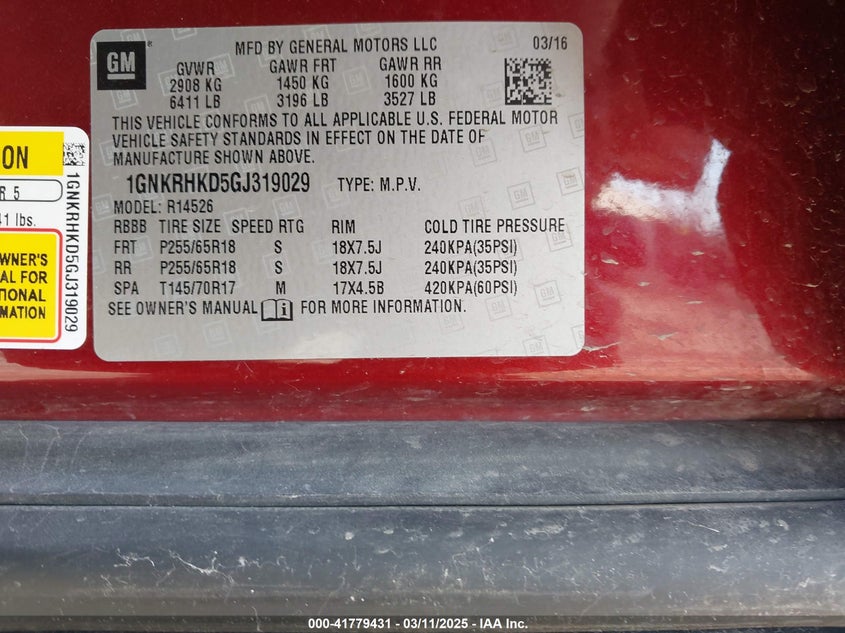 GM
MFD BY GENERAL MOTORS LLC 03/16
GVWR GAWR FRT GAWR RR
2908 KG 1450 KG 1600 KG
6411 LB 3196 LB 3527 LB
THIS VEHICLE CONFORMS TO ALL APPLICABLE U.S. FEDERAL MOTOR
VEHICLE SAFETY STANDARDS IN EFFECT ON THE DATE OF
MANUFACTURE SHOWN ABOVE.
1GNKRHKD5GJ319029 TYPE: M.P.V.
MODEL: R14526
RBBB TIRE SIZE SPEED RTG RIM COLD TIRE PRESSURE
FRT P255/65R18 S 18X7.5J 240KPA(35PSI)
RR P255/65R18 S 18X7.5J 240KPA(35PSI)
SPA T145/70R17 M 17X4.5B 420KPA(60PSI)
SEE OWNER'S MANUAL FOR MORE INFORMATION.
ON
R 5
41 lbs.
OWNER'S
AL FOR
TIONAL
MATION
1GNKRHKD5GJ319029
000-41779431 - 03/11/2025 - IAA Inc.